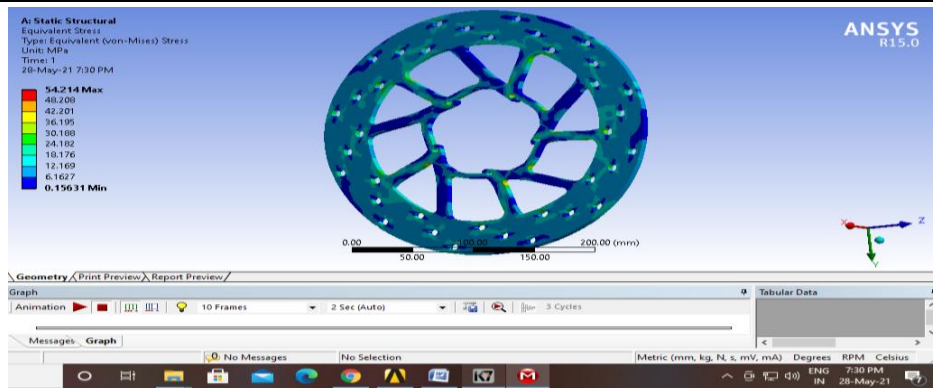 A: Static Structural
Equivalent Stress
Type: Equivalent (von-Mises) Stress
Unit: MPa
Time: 1
28-May-21 7:30 PM
54.214 Max
48.208
42.201
36.195
30.188
24.182
18.176
12.169
6.1627
0.15631 Min
ANSYS
R15.0
0.00
100.00
200.00 (mm)
50.00
150.00
X
Y
Z
Geometry Print Preview Report Preview
Graph
Tabular Data
Animation
10 Frames
2 Sec (Auto)
3 Cycles
Messages Graph
No Messages
No Selection
Metric (mm, kg, N, s, mV, mA) Degrees RPM Celsius
K7
ENG
IN
7:30 PM
28-May-21